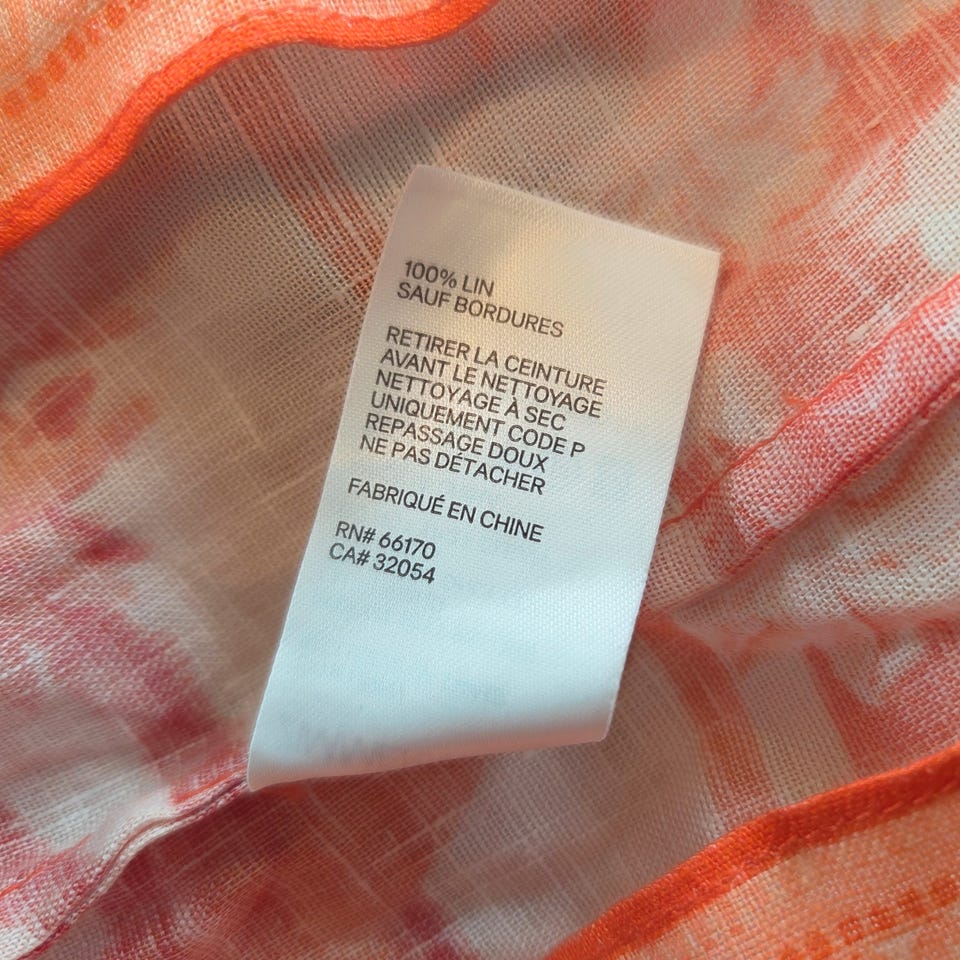 100% LIN
SAUF BORDURES
RETIRER LA CEINTURE
AVANT LE NETTOYAGE
NETTOYAGE À SEC
UNIQUEMENT CODE P
REPASSAGE DOUX
NE PAS DÉTACHER
FABRIQUÉ EN CHINE
RN# 66170
CA# 32054